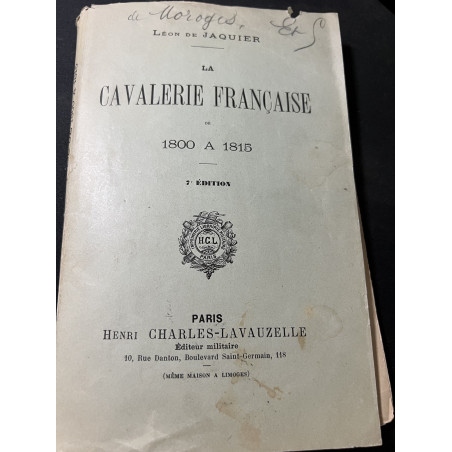 de Moroges.
LÉON DE JAQUIER
LA
CAVALERIE FRANÇAISE
DE
1800 A 1815
7e ÉDITION
H.C.L.
PARIS
PARIS
HENRI CHARLES-LAVAUZELLE
Éditeur militaire
10, Rue Danton, Boulevard Saint-Germain, 118
(MÊME MAISON A LIMOGES)